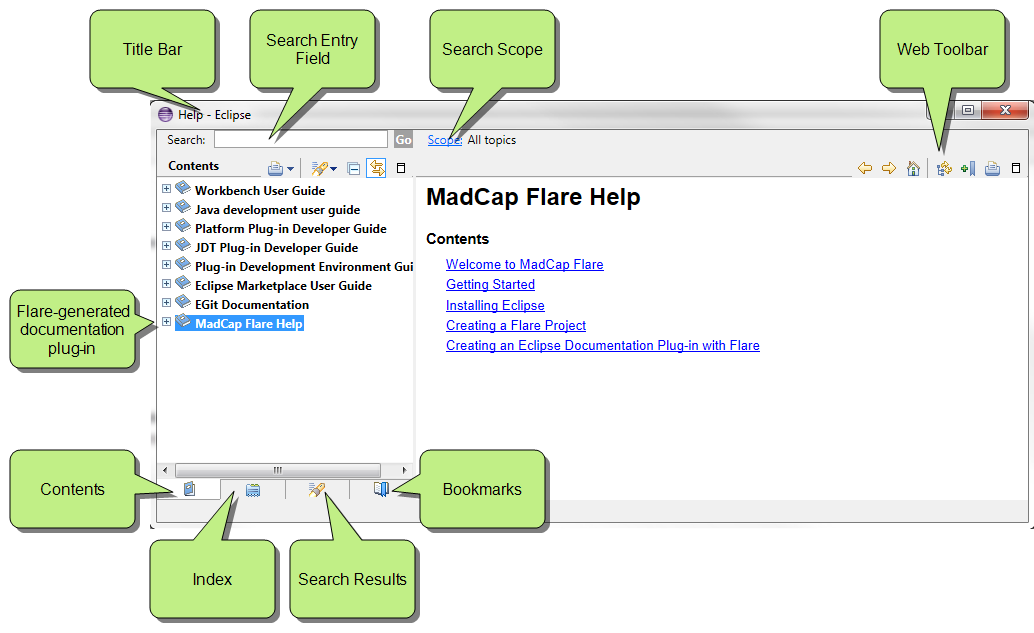 Title Bar
Search Entry
Field
Search Scope
Web Toolbar
Help - Eclipse
Search:
Go
Scope: All topics
Contents
Workbench User Guide
Java development user guide
Platform Plug-in Developer Guide
JDT Plug-in Developer Guide
Plug-in Development Environment Gui
Eclipse Marketplace User Guide
EGit Documentation
MadCap Flare Help
MadCap Flare Help
Contents
Welcome to MadCap Flare
Getting Started
Installing Eclipse
Creating a Flare Project
Creating an Eclipse Documentation Plug-in with Flare
Flare-generated
documentation
plug-in
Contents
Bookmarks
Index
Search Results